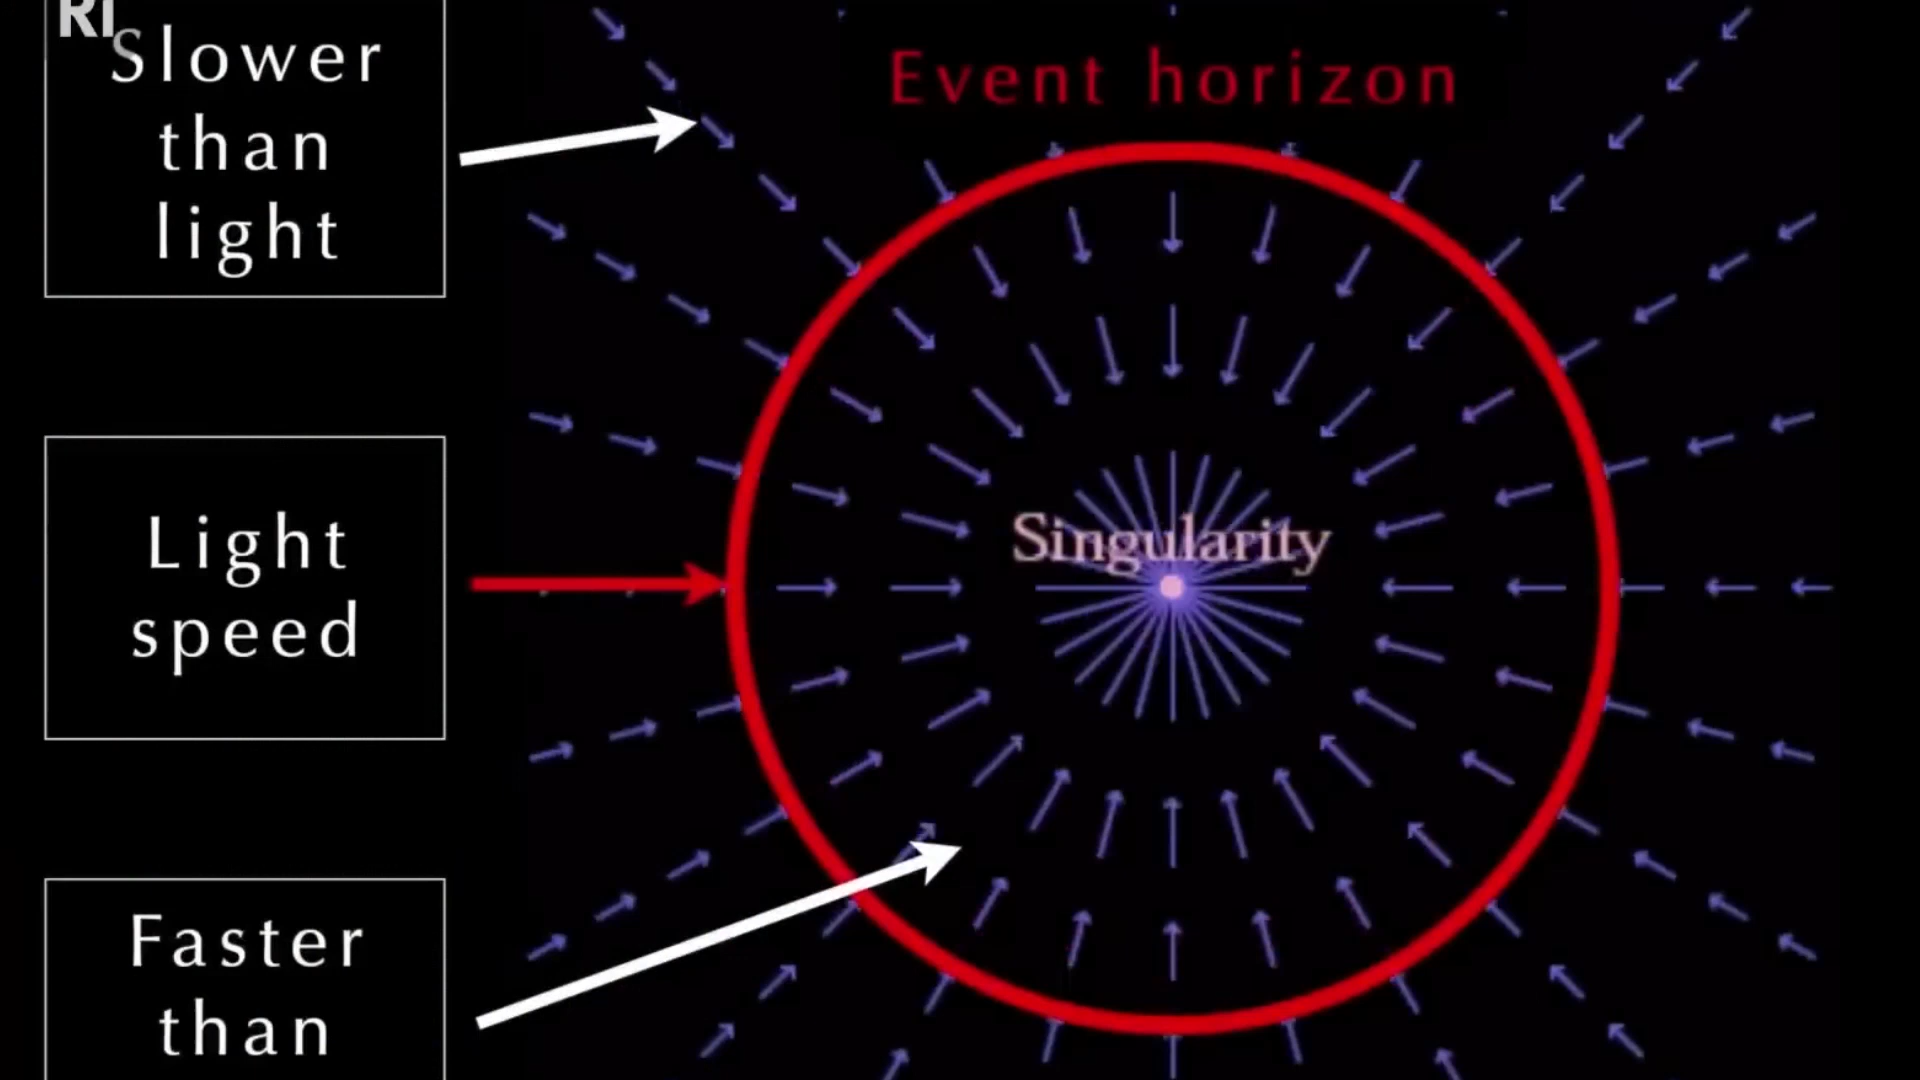 Ri
Slower
than
light
Event horizon
Light
speed
Singularity
Faster
than